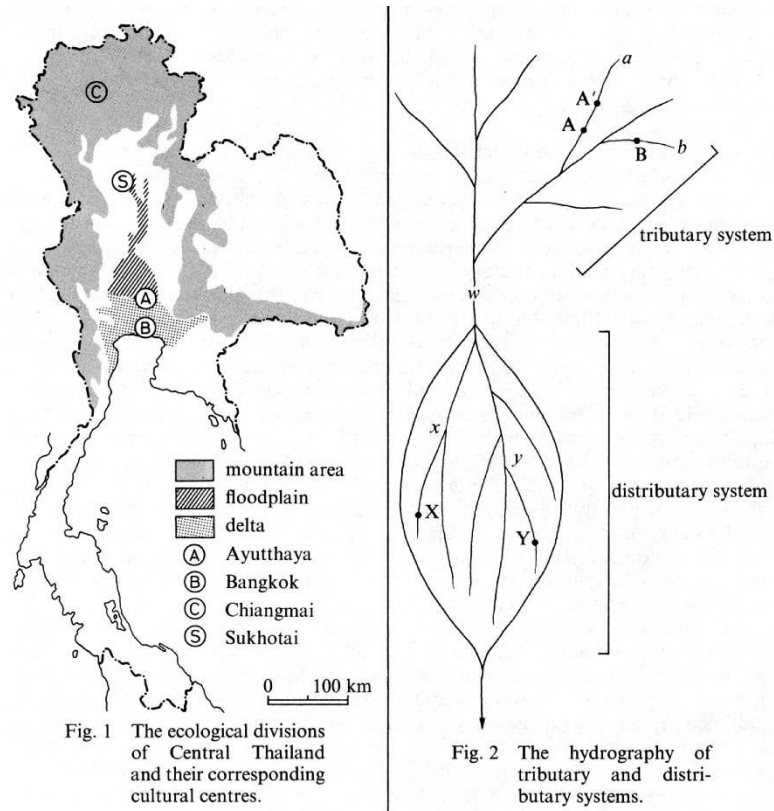 C
S
A
B
mountain area
floodplain
delta
A Ayutthaya
B Bangkok
C Chiangmai
S Sukhotai
0 100 km
Fig. 1 The ecological divisions
of Central Thailand
and their corresponding
cultural centres.
a
A′
A
B b
tributary system
w
x
y
distributary system
X
Y
Fig. 2 The hydrography of
tributary and distri-
butary systems.